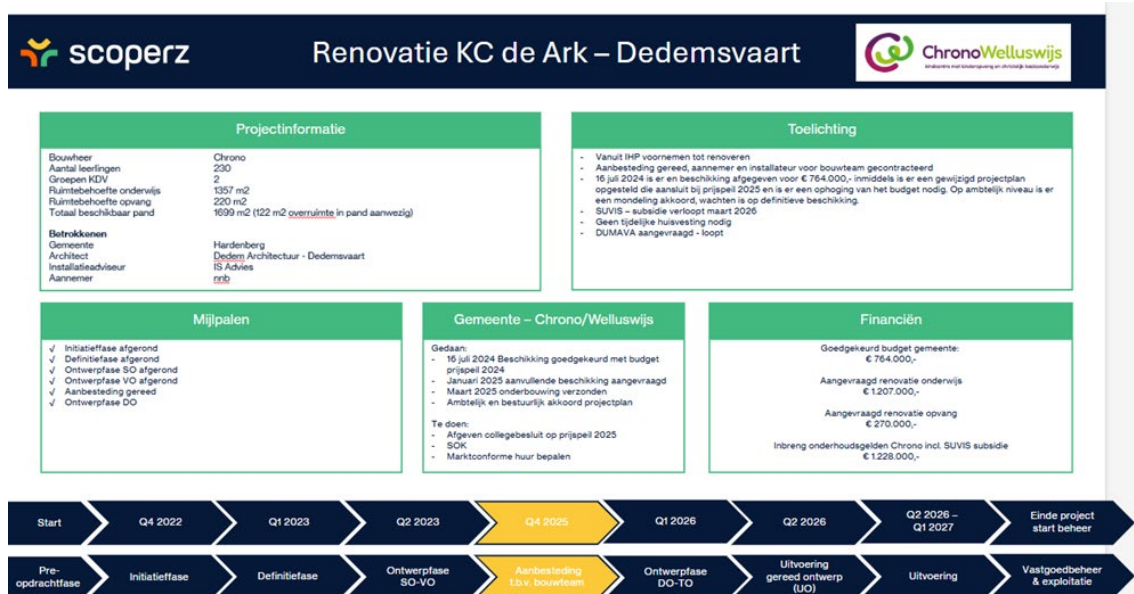 scoperz
Renovatie KC de Ark – Dedemsvaart
ChronoWelluswijs
kindcentra met kinderopvang en christelijk basisonderwijs
Projectinformatie
Bouwheer Chrono
Aantal leerlingen 230
Groepen KDV 2
Ruimtebehoefte onderwijs 1357 m2
Ruimtebehoefte opvang 220 m2
Totaal beschikbaar pand 1699 m2 (122 m2 overruimte in pand aanwezig)
Betrokkenen
Gemeente Hardenberg
Architect Dedem Architectuur - Dedemsvaart
Installatieadviseur IS Advies
Aannemer nnb
Toelichting
- Vanuit IHP voornemen tot renoveren
- Aanbesteding gereed, aannemer en installateur voor bouwteam gecontracteerd
- 16 juli 2024 is er en beschikking afgegeven voor € 764.000,- inmiddels is er een gewijzigd projectplan
opgesteld die aansluit bij prijspeil 2025 en is er een ophoging van het budget nodig. Op ambtelijk niveau is er
een mondeling akkoord, wachten is op definitieve beschikking.
- SUVIS – subsidie verloopt maart 2026
- Geen tijdelijke huisvesting nodig
- DUMAVA aangevraagd - loopt
Mijlpalen
√ Initiatieffase afgerond
√ Definitiefase afgerond
√ Ontwerpfase SO afgerond
√ Ontwerpfase VO afgerond
√ Aanbesteding gereed
√ Ontwerpfase DO
Gemeente – Chrono/Welluswijs
Gedaan:
- 16 juli 2024 Beschikking goedgekeurd met budget
prijspeil 2024
- Januari 2025 aanvullende beschikking aangevraagd
- Maart 2025 onderbouwing verzonden
- Ambtelijk en bestuurlijk akkoord projectplan
Te doen:
- Afgeven collegebesluit op prijspeil 2025
- SOK
- Marktconforme huur bepalen
Financiën
Goedgekeurd budget gemeente:
€ 764.000,-
Aangevraagd renovatie onderwijs
€ 1.207.000,-
Aangevraagd renovatie opvang
€ 270.000,-
Inbreng onderhoudsgelden Chrono incl. SUVIS subsidie
€ 1.228.000,-
Start
Q4 2022
Q1 2023
Q2 2023
Q4 2025
Q1 2026
Q2 2026
Q2 2026 –
Q1 2027
Einde project
start beheer
Pre-
opdrachtfase
Initiatieffase
Definitiefase
Ontwerpfase
SO-VO
Aanbesteding
t.b.v. bouwteam
Ontwerpfase
DO-TO
Uitvoering
gereed ontwerp
(UO)
Uitvoering
Vastgoedbeheer
& exploitatie